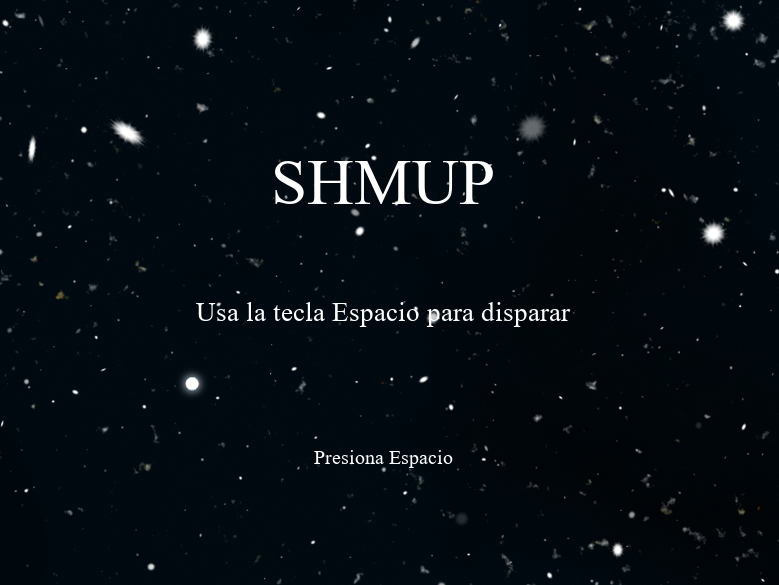 SHMUP
Usa la tecla Espacio para disparar
Presiona Espacio